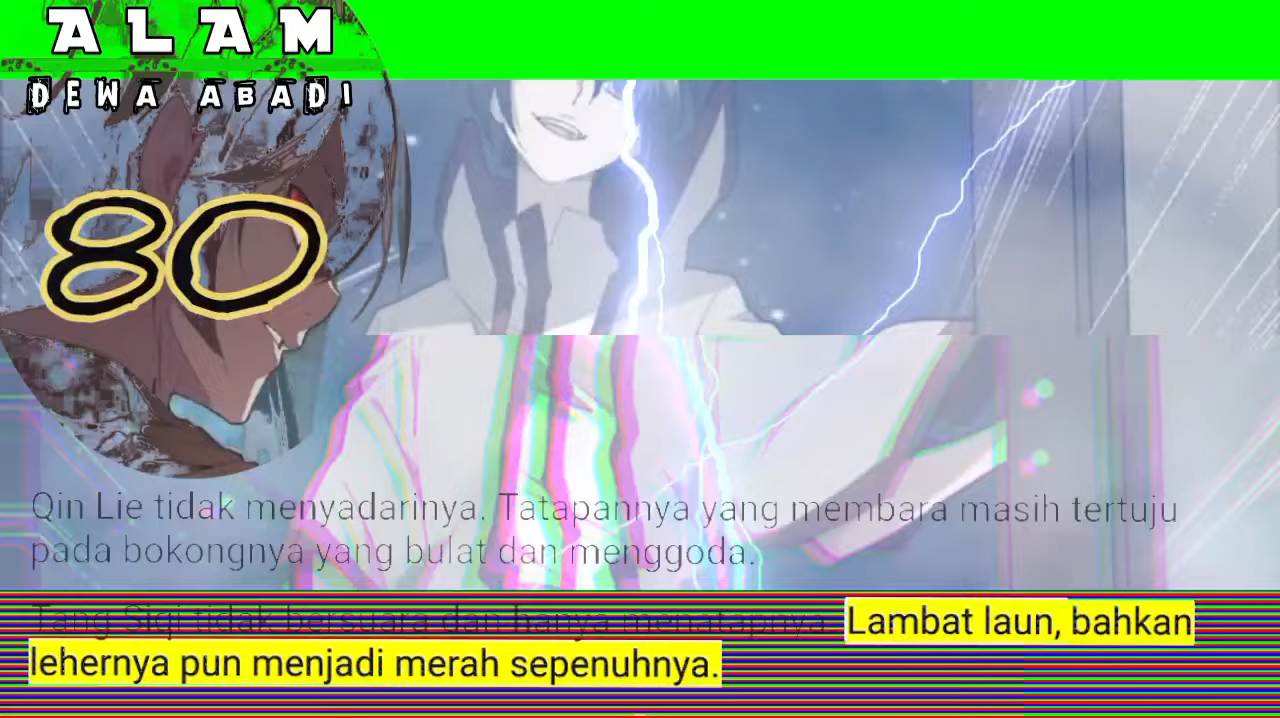 ALAM
DEWA ABADI
80
Qin Lie tidak menyadarinya. Tatapannya yang membara masih tertuju
pada bokongnya yang bulat dan menggoda.
Tang Siqi tidak bersuara dan hanya menatapnya. Lambat laun, bahkan
lehernya pun menjadi merah sepenuhnya.